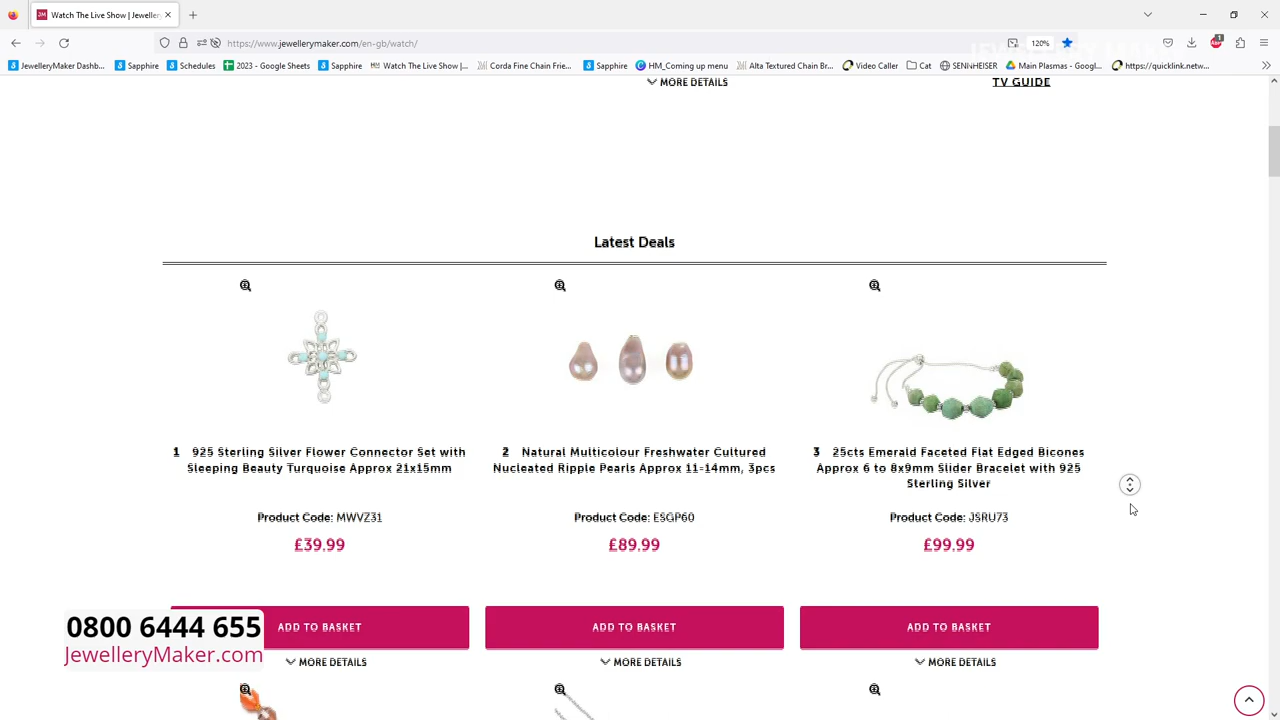 Watch The Live Show | Jeweller
https://www.jewellerymaker.com/en-gb/watch/
120%
1
JewelleryMaker Dashb...
Sapphire
Schedules
2023 - Google Sheets
Sapphire
Watch The Live Show |...
Corda Fine Chain Frie...
Sapphire
HM_Coming up menu
Alta Textured Chain Br...
Video Caller
Cat
SENNHEISER
Main Plasmas - Googl...
https://quicklink.netw...
MORE DETAILS
TV GUIDE
Latest Deals
1 925 Sterling Silver Flower Connector Set with
Sleeping Beauty Turquoise Approx 21x15mm
Product Code: MWVZ31
£39.99
ADD TO BASKET
MORE DETAILS
2 Natural Multicolour Freshwater Cultured
Nucleated Ripple Pearls Approx 11-14mm, 3pcs
Product Code: ESGP60
£89.99
ADD TO BASKET
MORE DETAILS
3 25cts Emerald Faceted Flat Edged Bicones
Approx 6 to 8x9mm Slider Bracelet with 925
Sterling Silver
Product Code: JSRU73
£99.99
ADD TO BASKET
MORE DETAILS
0800 6444 655
JewelleryMaker.com